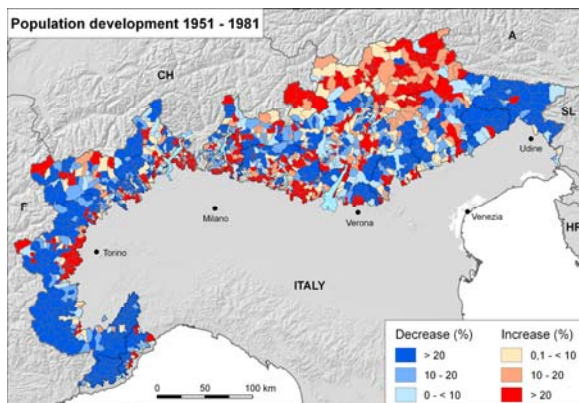 Population development 1951 - 1981
A
CH
SL
Udine
F
Milano
Verona
Venezia
HR
Torino
ITALY
Decrease (%)
> 20
10 - 20
0 - < 10
Increase (%)
0,1 - < 10
10 - 20
> 20
0 25 50 100 km